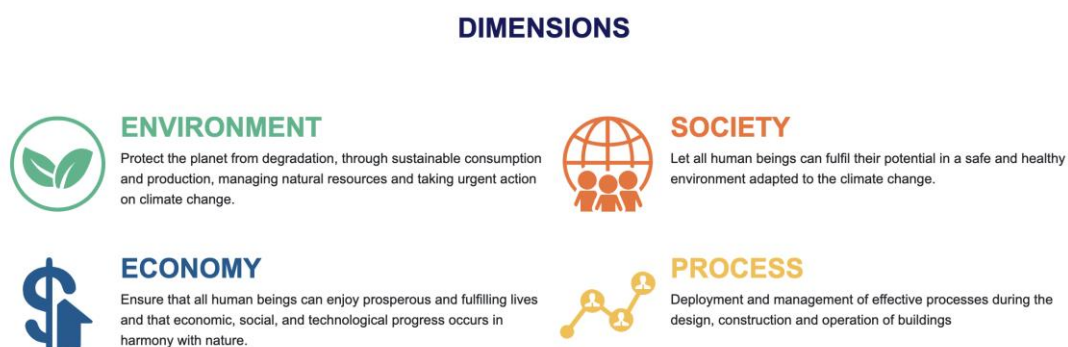 DIMENSIONS
ENVIRONMENT
Protect the planet from degradation, through sustainable consumption
and production, managing natural resources and taking urgent action
on climate change.
SOCIETY
Let all human beings can fulfil their potential in a safe and healthy
environment adapted to the climate change.
ECONOMY
Ensure that all human beings can enjoy prosperous and fulfilling lives
and that economic, social, and technological progress occurs in
harmony with nature.
PROCESS
Deployment and management of effective processes during the
design, construction and operation of buildings